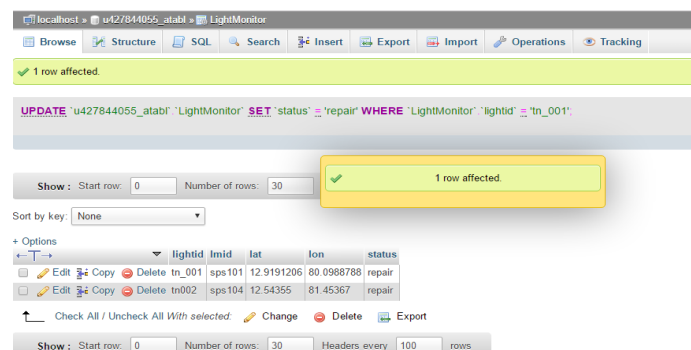 localhost » u427844055_atabl » LightMonitor
Browse Structure SQL Search Insert Export Import Operations Tracking
1 row affected.
UPDATE `u427844055_atabl`.`LightMonitor` SET `status` = 'repair' WHERE `LightMonitor`.`lightid` = 'tn_001';
1 row affected.
Show : Start row: 0 Number of rows: 30
Sort by key: None
+ Options
←T→ lightid lmid lat lon status
Edit Copy Delete tn_001 sps101 12.9191206 80.0988788 repair
Edit Copy Delete tn002 sps104 12.54355 81.45367 repair
Check All / Uncheck All With selected: Change Delete Export
Show : Start row: 0 Number of rows: 30 Headers every 100 rows